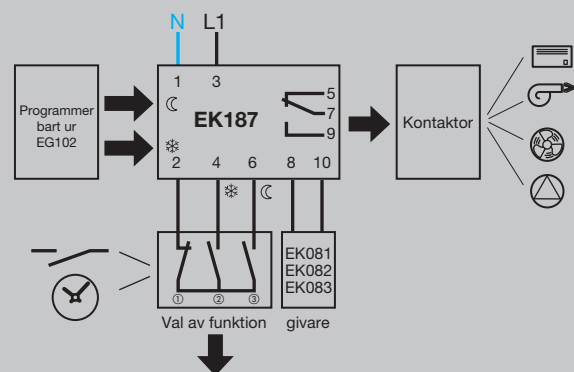 N L1
1 3
5
7
9
EK187
Programmer
bart ur
EG102
Kontaktor
2 4 6 8 10
EK081
EK082
EK083
① ② ③
Val av funktion givare